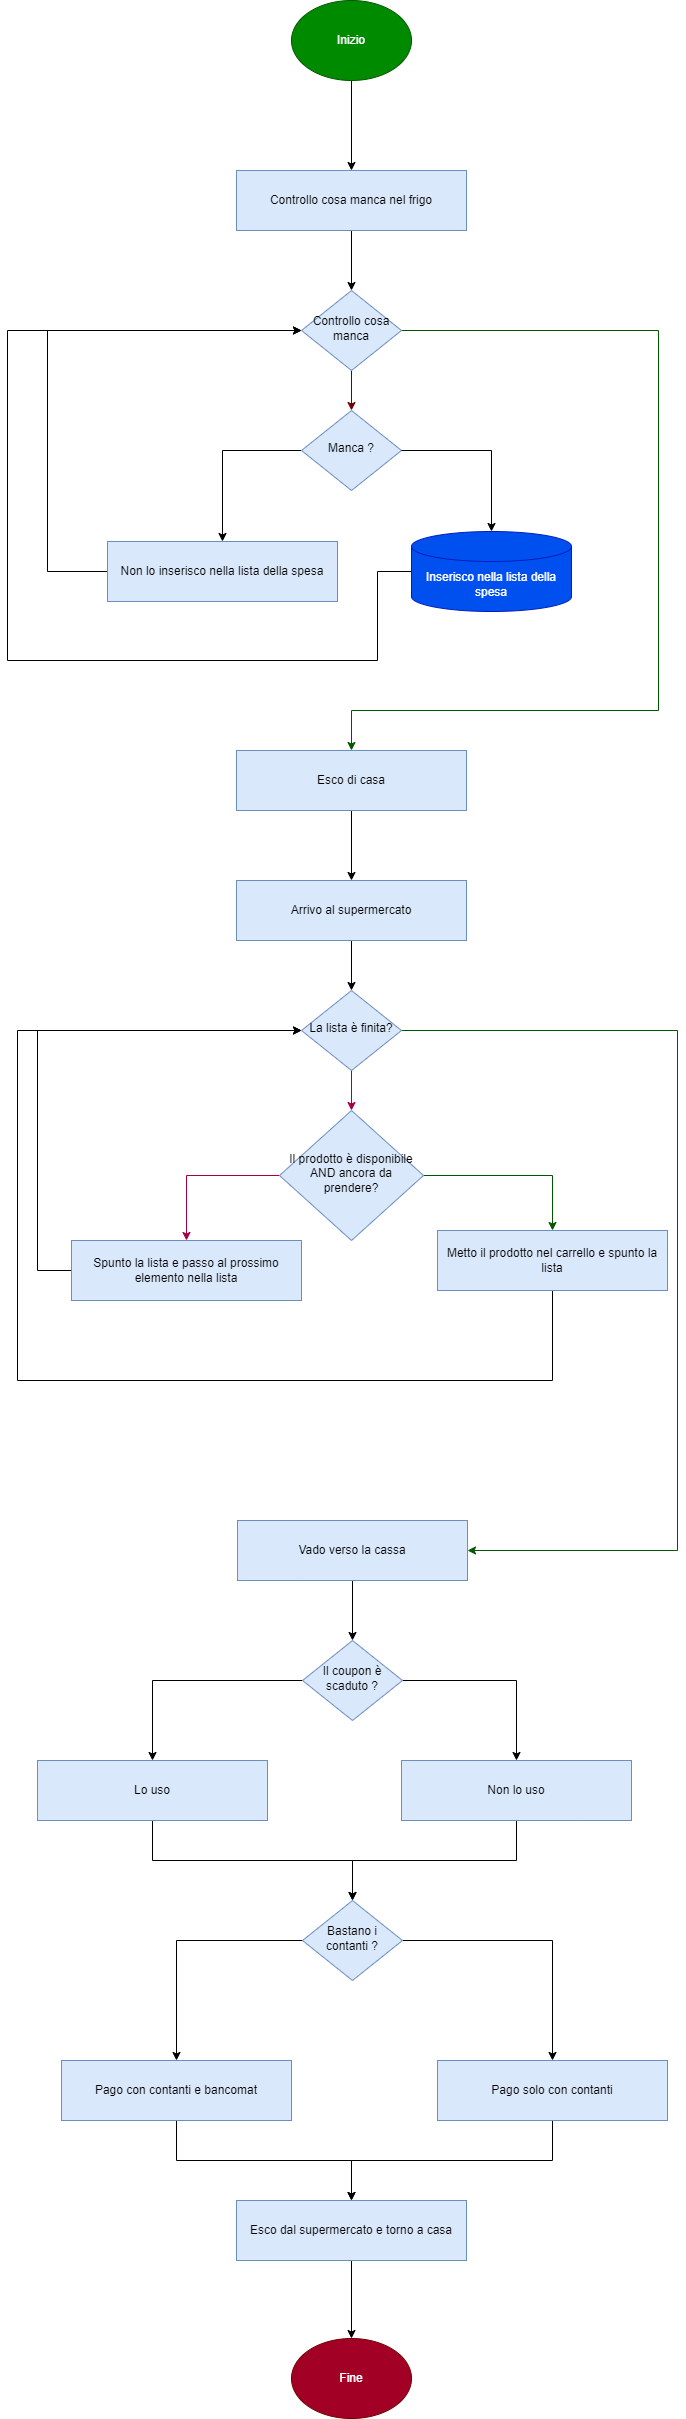 Inizio
Controllo cosa manca nel frigo
Controllo cosa
manca
Manca ?
Non lo inserisco nella lista della spesa
Inserisco nella lista della
spesa
Esco di casa
Arrivo al supermercato
La lista è finita?
Il prodotto è disponibile
AND ancora da
prendere?
Spunto la lista e passo al prossimo
elemento nella lista
Metto il prodotto nel carrello e spunto la
lista
Vado verso la cassa
Il coupon è
scaduto ?
Lo uso
Non lo uso
Bastano i
contanti ?
Pago con contanti e bancomat
Pago solo con contanti
Esco dal supermercato e torno a casa
Fine